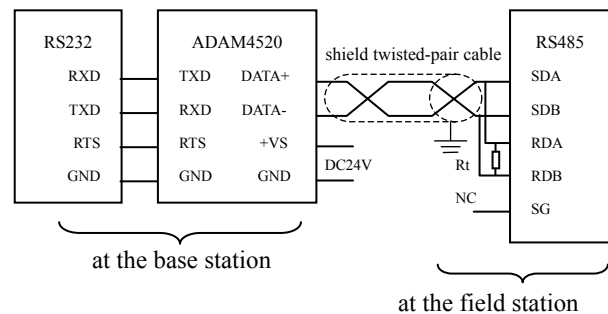 RS232
ADAM4520
shield twisted-pair cable
RS485
RXD
TXD
DATA+
SDA
TXD
RXD
DATA-
SDB
RTS
RTS
+VS
RDA
DC24V
Rt
GND
GND
GND
RDB
NC
SG
at the base station
at the field station